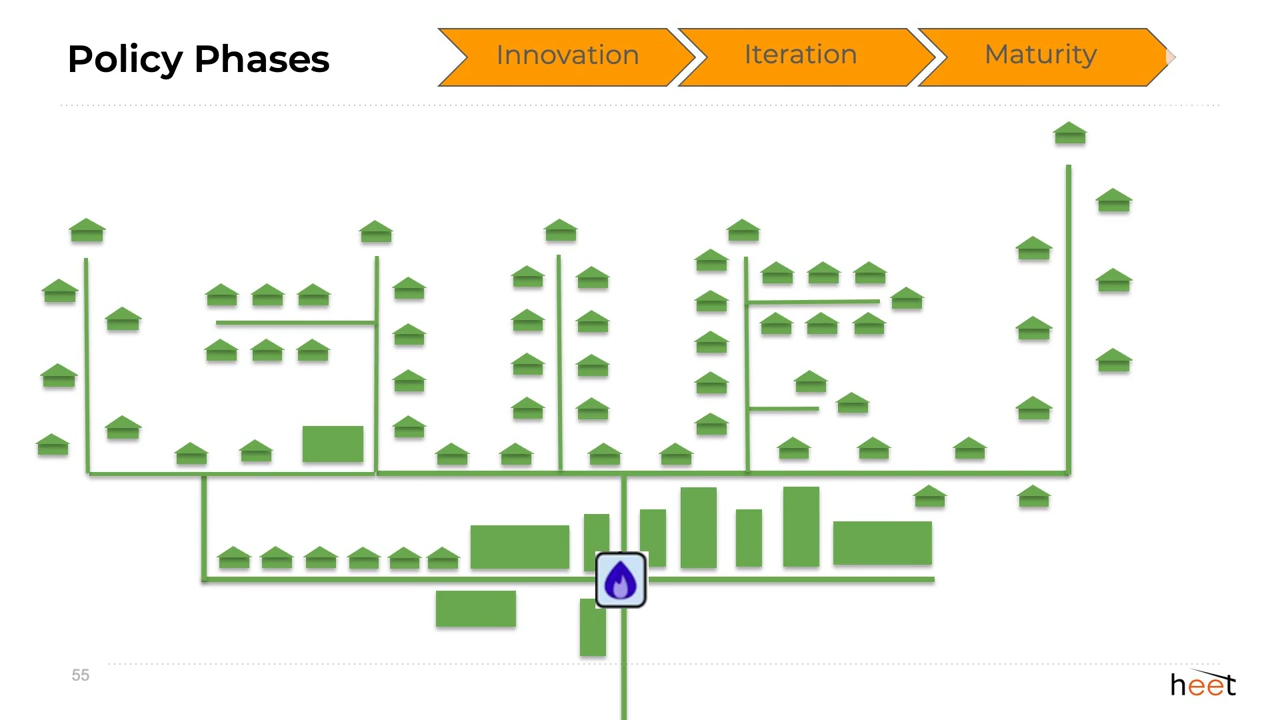 Policy Phases
Innovation
Iteration
Maturity
55
heet